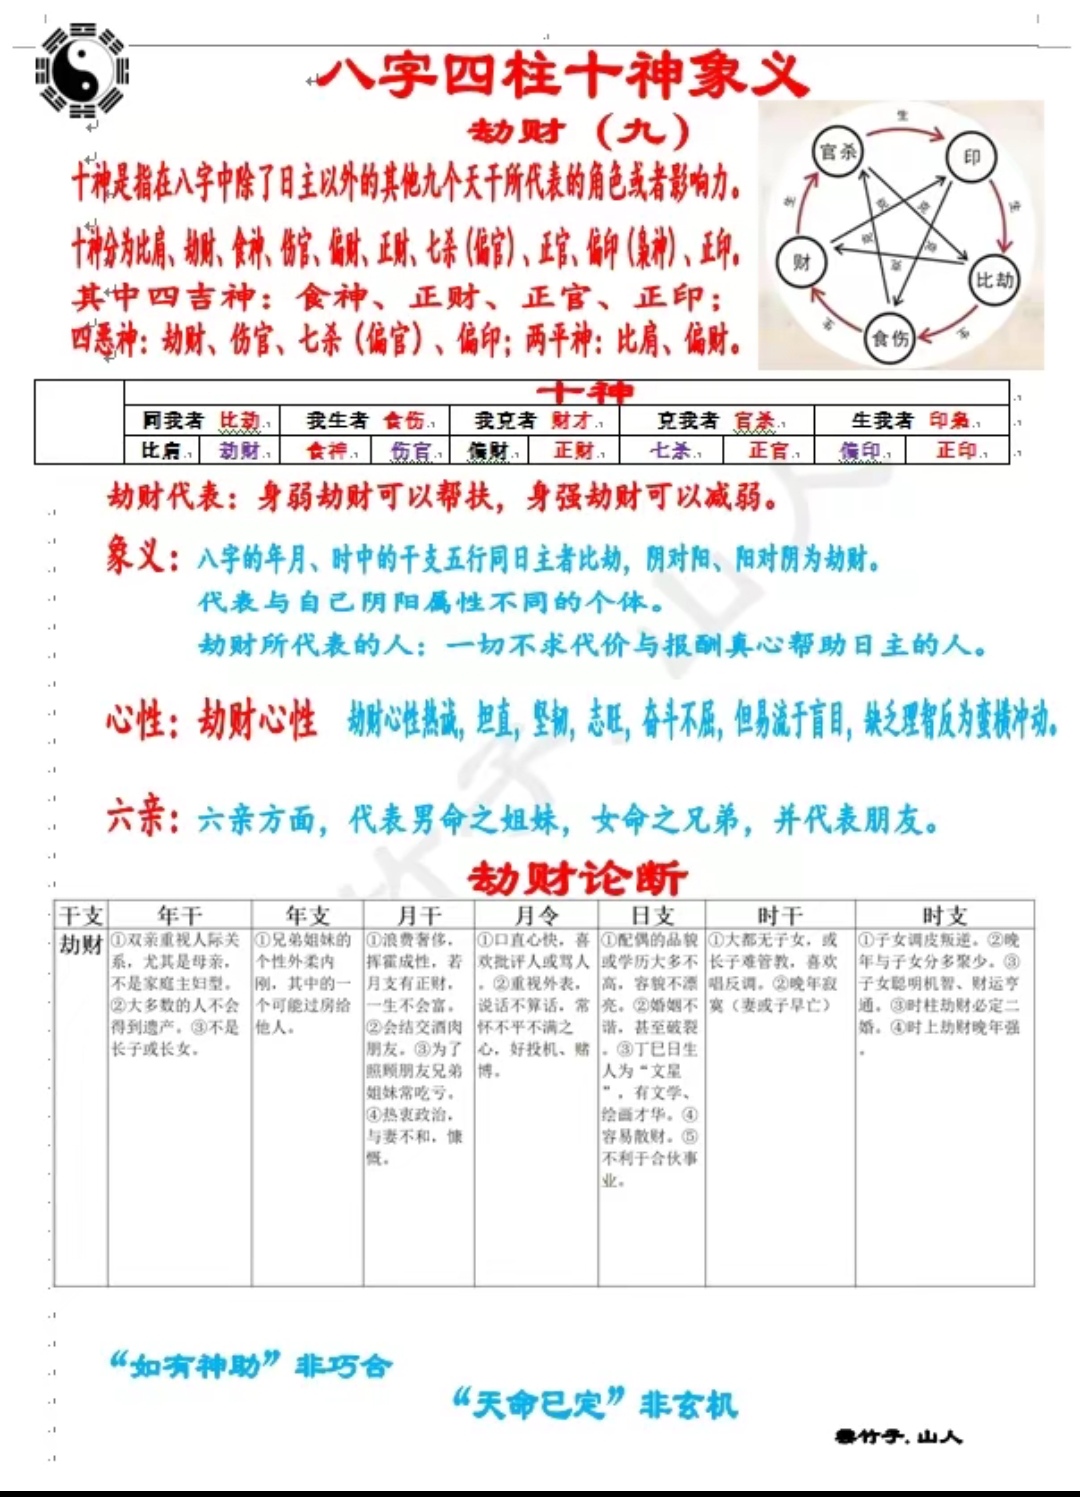 八字四柱十神象义
劫财（九）
十神是指在八字中除了日主以外的其他九个天干所代表的角色或者影响力。
十神分为比肩、劫财、食神、伤官、偏财、正财、七杀（偏官）、正官、偏印（枭神）、正印。
其中四吉神：食神、正财、正官、正印；
四恶神：劫财、伤官、七杀（偏官）、偏印；两平神：比肩、偏财。
官杀
生
印
生
比劫
生
食伤
生
财
生
克
克
克
克
克
十神
同我者 比劫
我生者 食伤
我克者 财才
克我者 官杀
生我者 印枭
比肩
劫财
食神
伤官
偏财
正财
七杀
正官
偏印
正印
劫财代表：身弱劫财可以帮扶，身强劫财可以减弱。
象义：八字的年月、时中的干支五行同日主者比劫，阴对阳、阳对阴为劫财。
代表与自己阴阳属性不同的个体。
劫财所代表的人：一切不求代价与报酬真心帮助日主的人。
心性：劫财心性 劫财心性热诚，坦直，坚韧，志旺，奋斗不屈，但易流于盲目，缺乏理智反为蛮横冲动。
六亲：六亲方面，代表男命之姐妹，女命之兄弟，并代表朋友。
劫财论断
干支
年干
年支
月干
月令
日支
时干
时支
劫财
①双亲重视人际关
系，尤其是母亲，
不是家庭主妇型。
②大多数的人不会
得到遗产。③不是
长子或长女。
①兄弟姐妹的
个性外柔内
刚，其中的一
个可能过房给
他人。
①浪费奢侈，
挥霍成性，若
月支有正财，
一生不会富。
②会结交酒肉
朋友。③为了
照顾朋友兄弟
姐妹常吃亏。
④热衷政治，
与妻不和，慷
慨。
①口直心快，喜
欢批评人或骂人
。②重视外表，
说话不算话，常
怀不平不满之
心，好投机、赌
博。
①配偶的品貌
或学历大多不
高，容貌不漂
亮。②婚姻不
谐，甚至破裂
。③丁巳日生
人为“文星
”，有文学、
绘画才华。④
容易散财。⑤
不利于合伙事
业。
①大都无子女，或
长子难管教，喜欢
唱反调。②晚年寂
寞（妻或子早亡）
①子女调皮叛逆。②晚
年与子女分多聚少。③
子女聪明机智、财运亨
通。③时柱劫财必定二
婚。④时上劫财晚年强
。
“如有神助”非巧合
“天命已定”非玄机
云竹子.山人
竹子.山人